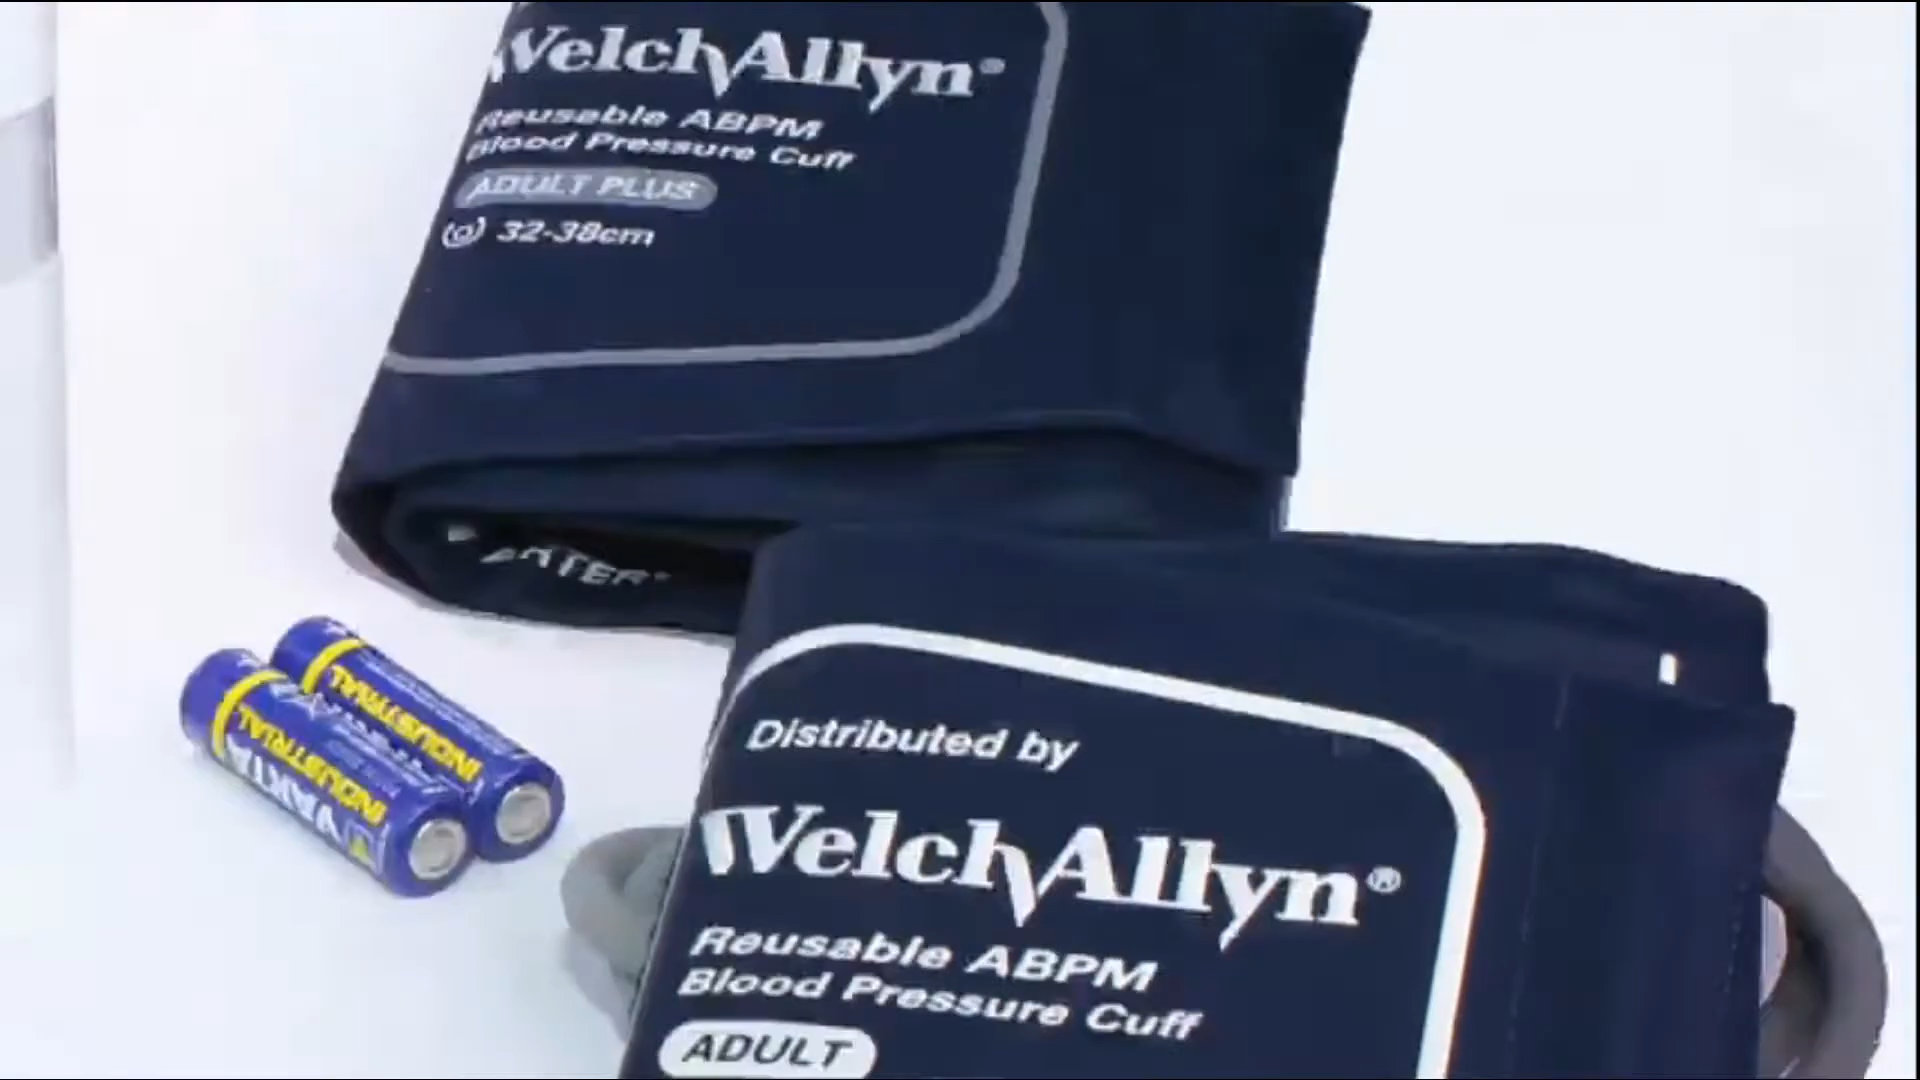 WelchAllyn®
Reusable ABPM
Blood Pressure Cuff
ADULT PLUS
32-38cm
Distributed by
WelchAllyn®
Reusable ABPM
Blood Pressure Cuff
ADULT
VARTA
INDUSTRIAL
INDUSTRIAL